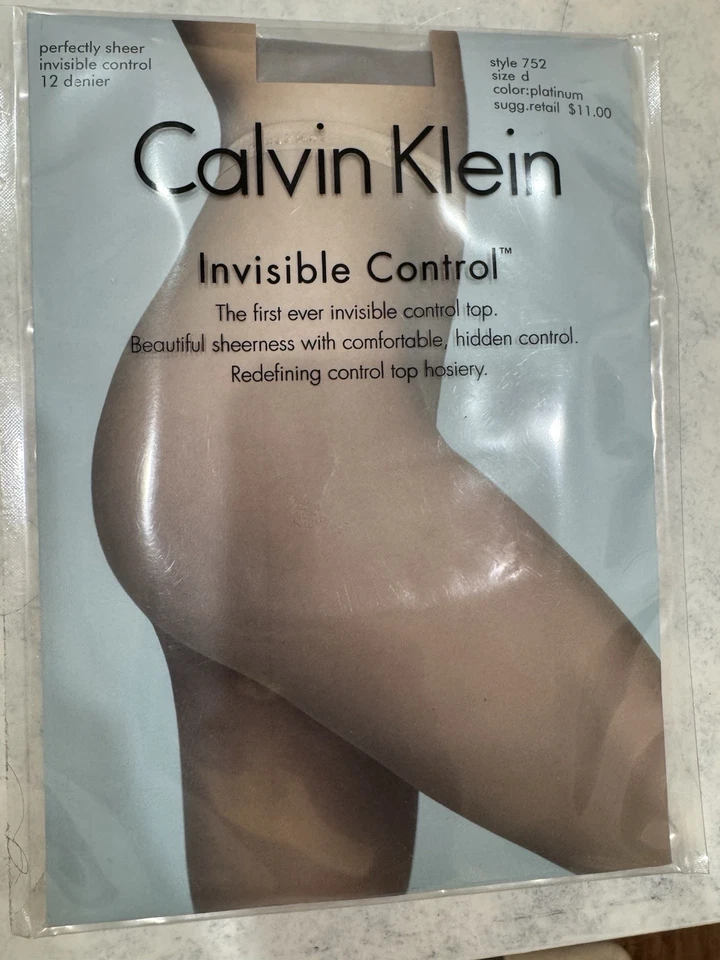 perfectly sheer
invisible control
12 denier
style 752
size d
color:platinum
sugg.retail $11.00
Calvin Klein
Invisible Control™
The first ever invisible control top.
Beautiful sheerness with comfortable, hidden control.
Redefining control top hosiery.